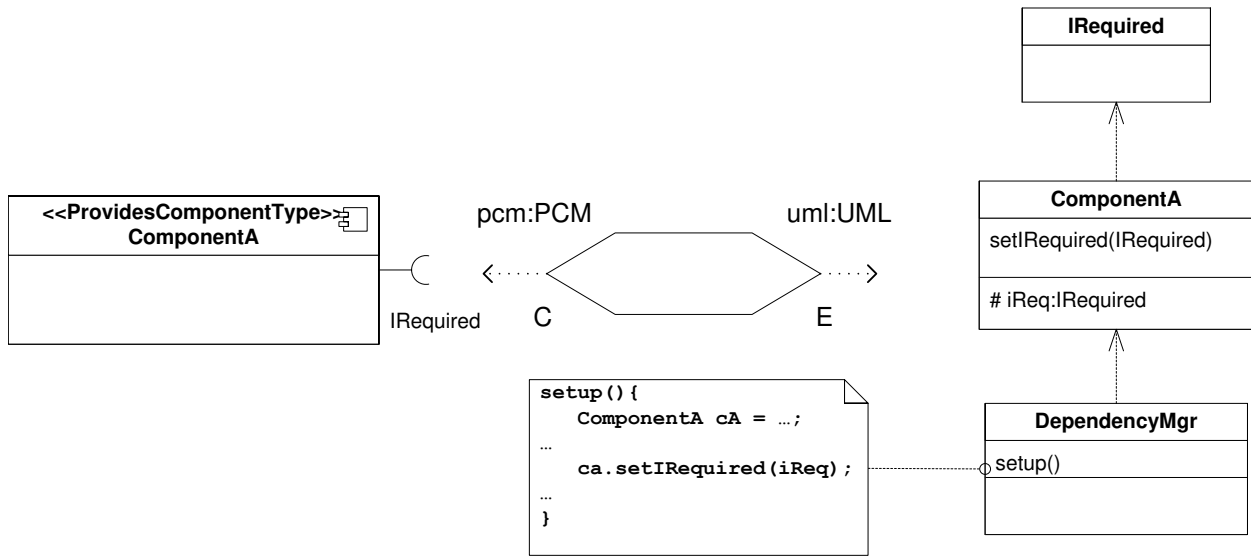 <<ProvidesComponentType>>
ComponentA
IRequired
pcm:PCM
uml:UML
C
E
IRequired
ComponentA
setIRequired(IRequired)
# iReq:IRequired
setup(){
ComponentA cA = …;
…
ca.setIRequired(iReq);
…
}
DependencyMgr
setup()